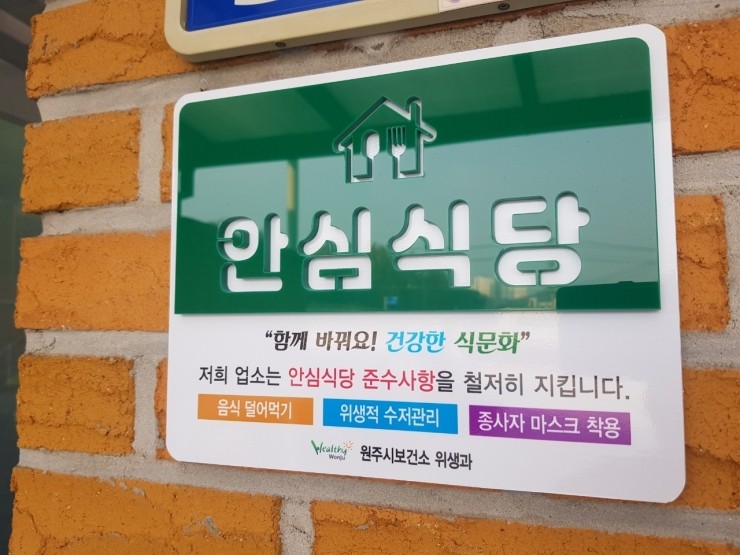 안심식당
“함께 바꿔요! 건강한 식문화”
저희 업소는 안심식당 준수사항을 철저히 지킵니다.
음식 덜어먹기 위생적 수저관리 종사자 마스크 착용
Healthy Wonju 원주시보건소 위생과